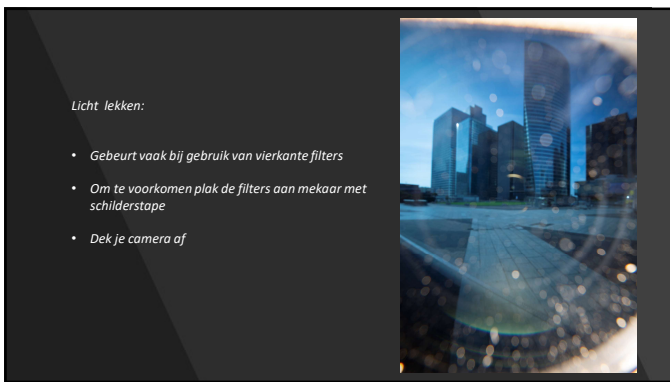 Licht lekken:
• Gebeurt vaak bij gebruik van vierkante filters
• Om te voorkomen plak de filters aan mekaar met
schilderstape
• Dek je camera af